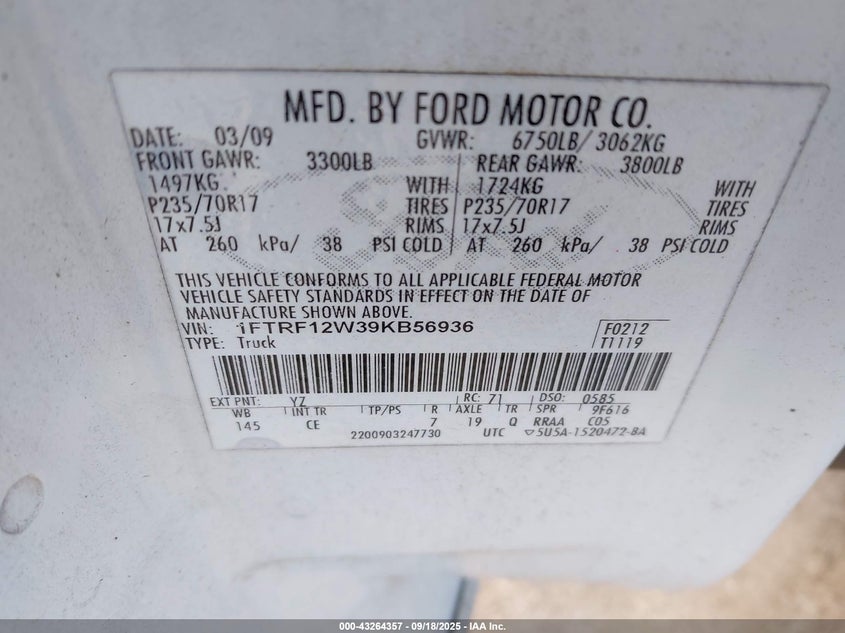 MFD. BY FORD MOTOR CO.
DATE: 03/09 GVWR: 6750LB/ 3062KG
FRONT GAWR: 3300LB REAR GAWR: 3800LB
1497KG WITH 1724KG WITH
P235/70R17 TIRES P235/70R17 TIRES
17x7.5J RIMS 17x7.5J RIMS
AT 260 kPa/ 38 PSI COLD AT 260 kPa/ 38 PSI COLD
THIS VEHICLE CONFORMS TO ALL APPLICABLE FEDERAL MOTOR
VEHICLE SAFETY STANDARDS IN EFFECT ON THE DATE OF
MANUFACTURE SHOWN ABOVE.
VIN: 1FTRF12W39KB56936 F0212
TYPE: Truck T1119
EXT PNT: YZ RC: 71 DSO: 0585
WB INT TR TP/PS R AXLE TR SPR 9F616
145 CE 7 19 Q RRAA C05
2200903247730 UTC ▽5U5A-1520472-BA
000-43264357 - 09/18/2025 - IAA Inc.